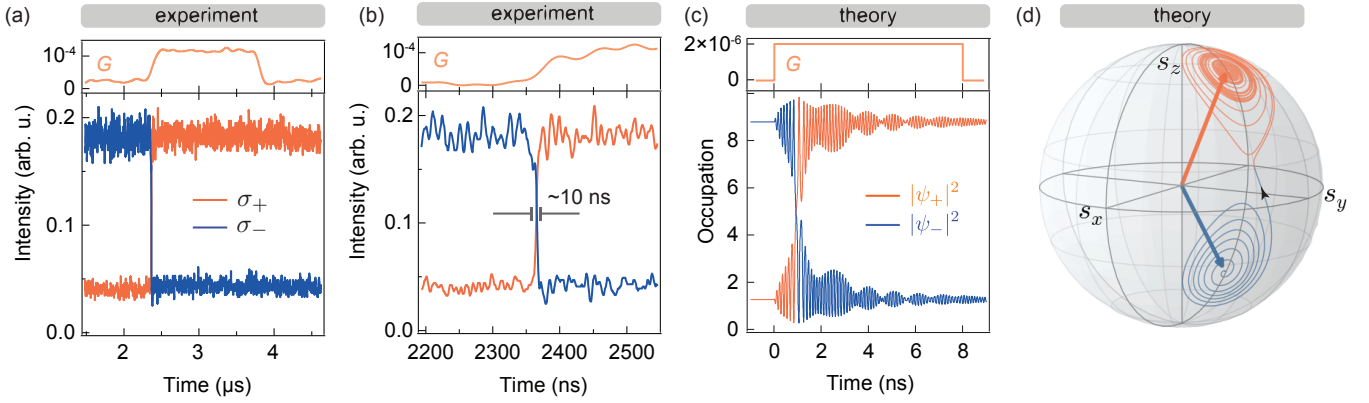 (a) experiment
10⁻⁴
0
G
Intensity (arb. u.)
0.2
0.1
0.0
σ₊
σ₋
2 3 4
Time (µs)
(b) experiment
10⁻⁴
0
G
Intensity (arb. u.)
0.2
0.1
0.0
~10 ns
2200 2300 2400 2500
Time (ns)
(c) theory
2×10⁻⁶
0
G
Occupation
8
6
4
2
0
|ψ₊|²
|ψ₋|²
0 2 4 6 8
Time (ns)
(d) theory
s_z
s_x
s_y